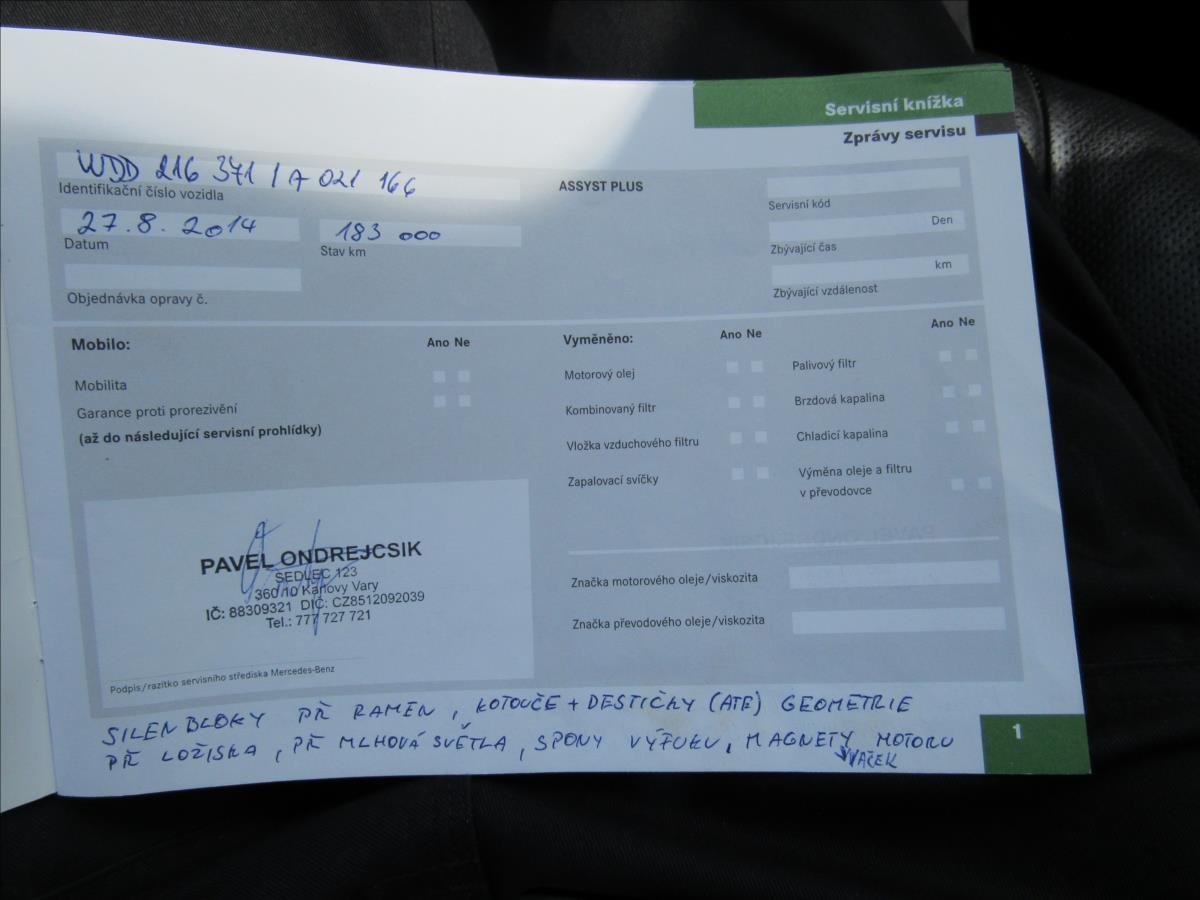 Servisní knížka
Zprávy servisu
WDD 216 371 / A 021 166
Identifikační číslo vozidla
27.8.2014
Datum
183 000
Stav km
Objednávka opravy č.
ASSYST PLUS
Servisní kód
Den
Zbývající čas
km
Zbývající vzdálenost
Mobilo:
Ano Ne
Mobilita
Garance proti prorezivění
(až do následující servisní prohlídky)
Vyměněno:
Ano Ne
Motorový olej
Kombinovaný filtr
Vložka vzduchového filtru
Zapalovací svíčky
Ano Ne
Palivový filtr
Brzdová kapalina
Chladicí kapalina
Výměna oleje a filtru
v převodovce
PAVEL ONDREJCSIK
SEDLEC 123
360 10 Karlovy Vary
IČ: 88309321 DIČ: CZ8512092039
Tel.: 777 727 721
Podpis/razítko servisního střediska Mercedes-Benz
Značka motorového oleje/viskozita
Značka převodového oleje/viskozita
SILENBLOKY PŘ RAMEN, KOTOUČE + DESTIČKY (ATE) GEOMETRIE
PŘ LOŽISKA, PŘ MLHOVÁ SVĚTLA, SPONY VÝFUKU, MAGNETY MOTORU
VAČEK
1